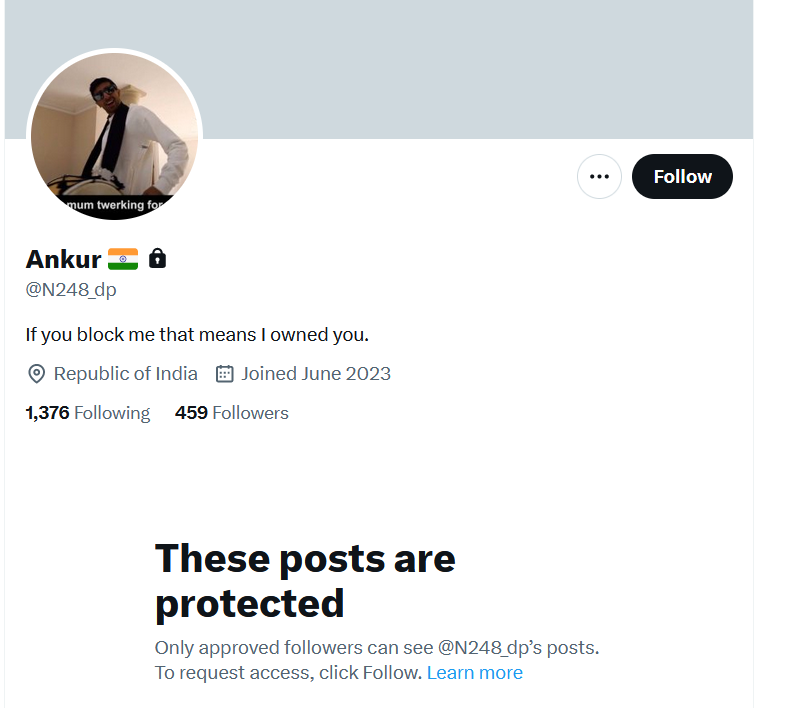 mum twerking for
Follow
Ankur
@N248_dp
If you block me that means I owned you.
Republic of India Joined June 2023
1,376 Following 459 Followers
These posts are
protected
Only approved followers can see @N248_dp's posts.
To request access, click Follow. Learn more